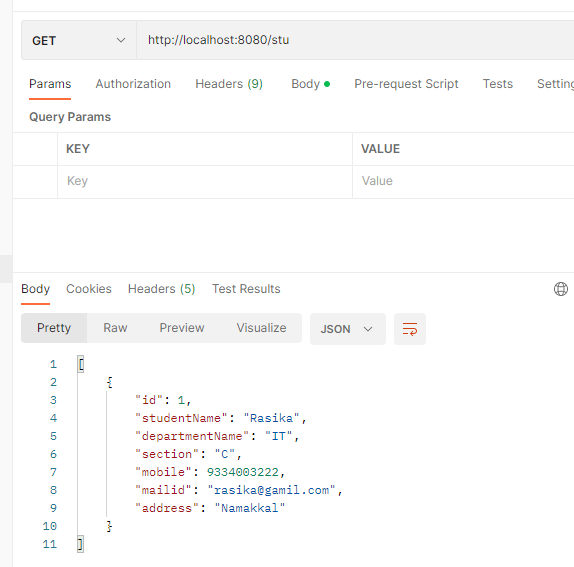 GET http://localhost:8080/stu
Params Authorization Headers (9) Body Pre-request Script Tests Setting
Query Params
KEY VALUE
Key Value
Body Cookies Headers (5) Test Results
Pretty Raw Preview Visualize JSON
1 [
2 {
3 "id": 1,
4 "studentName": "Rasika",
5 "departmentName": "IT",
6 "section": "C",
7 "mobile": 9334003222,
8 "mailid": "rasika@gamil.com",
9 "address": "Namakkal"
10 }
11 ]